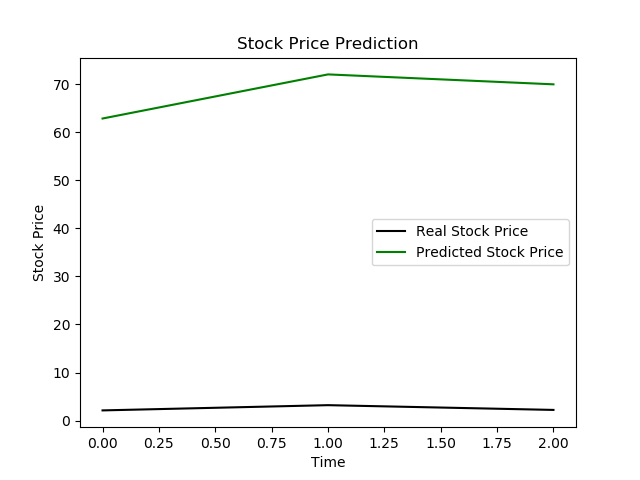 Stock Price Prediction
Stock Price
70
60
50
40
30
20
10
0
Real Stock Price
Predicted Stock Price
0.00 0.25 0.50 0.75 1.00 1.25 1.50 1.75 2.00
Time